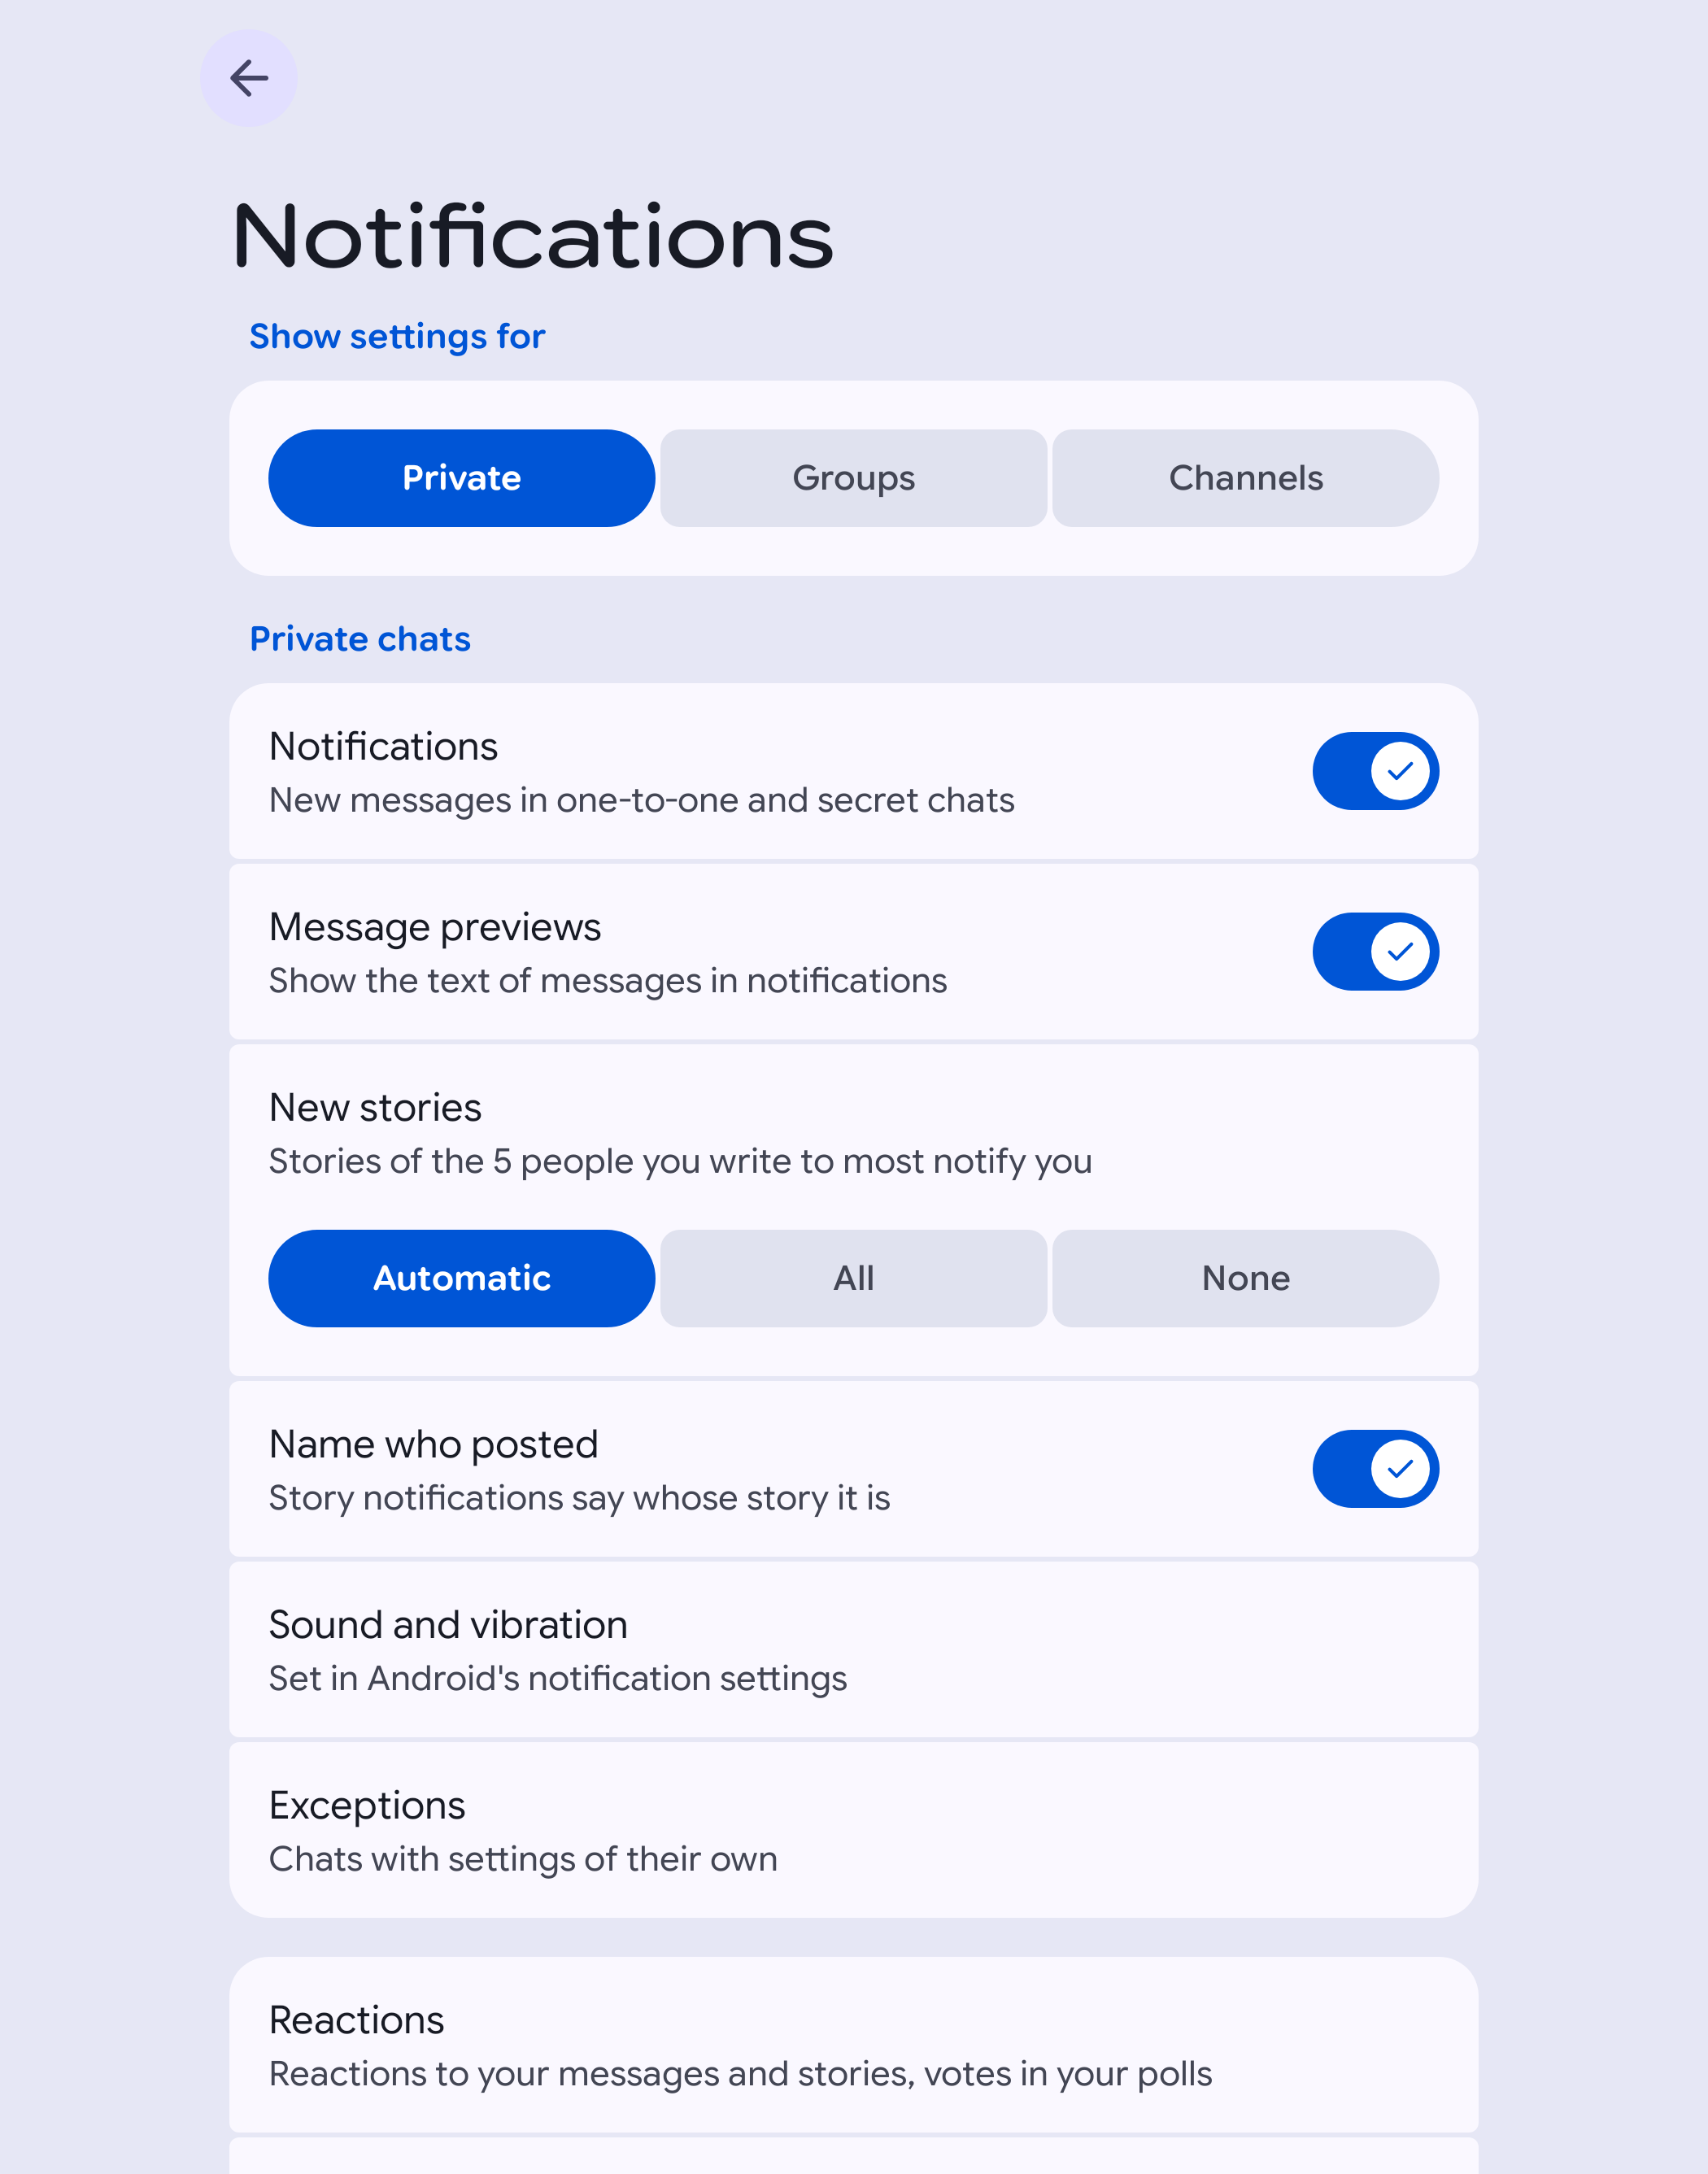 Notifications
Show settings for
Private
Groups
Channels
Private chats
Notifications
New messages in one-to-one and secret chats
Message previews
Show the text of messages in notifications
New stories
Stories of the 5 people you write to most notify you
Automatic
All
None
Name who posted
Story notifications say whose story it is
Sound and vibration
Set in Android's notification settings
Exceptions
Chats with settings of their own
Reactions
Reactions to your messages and stories, votes in your polls